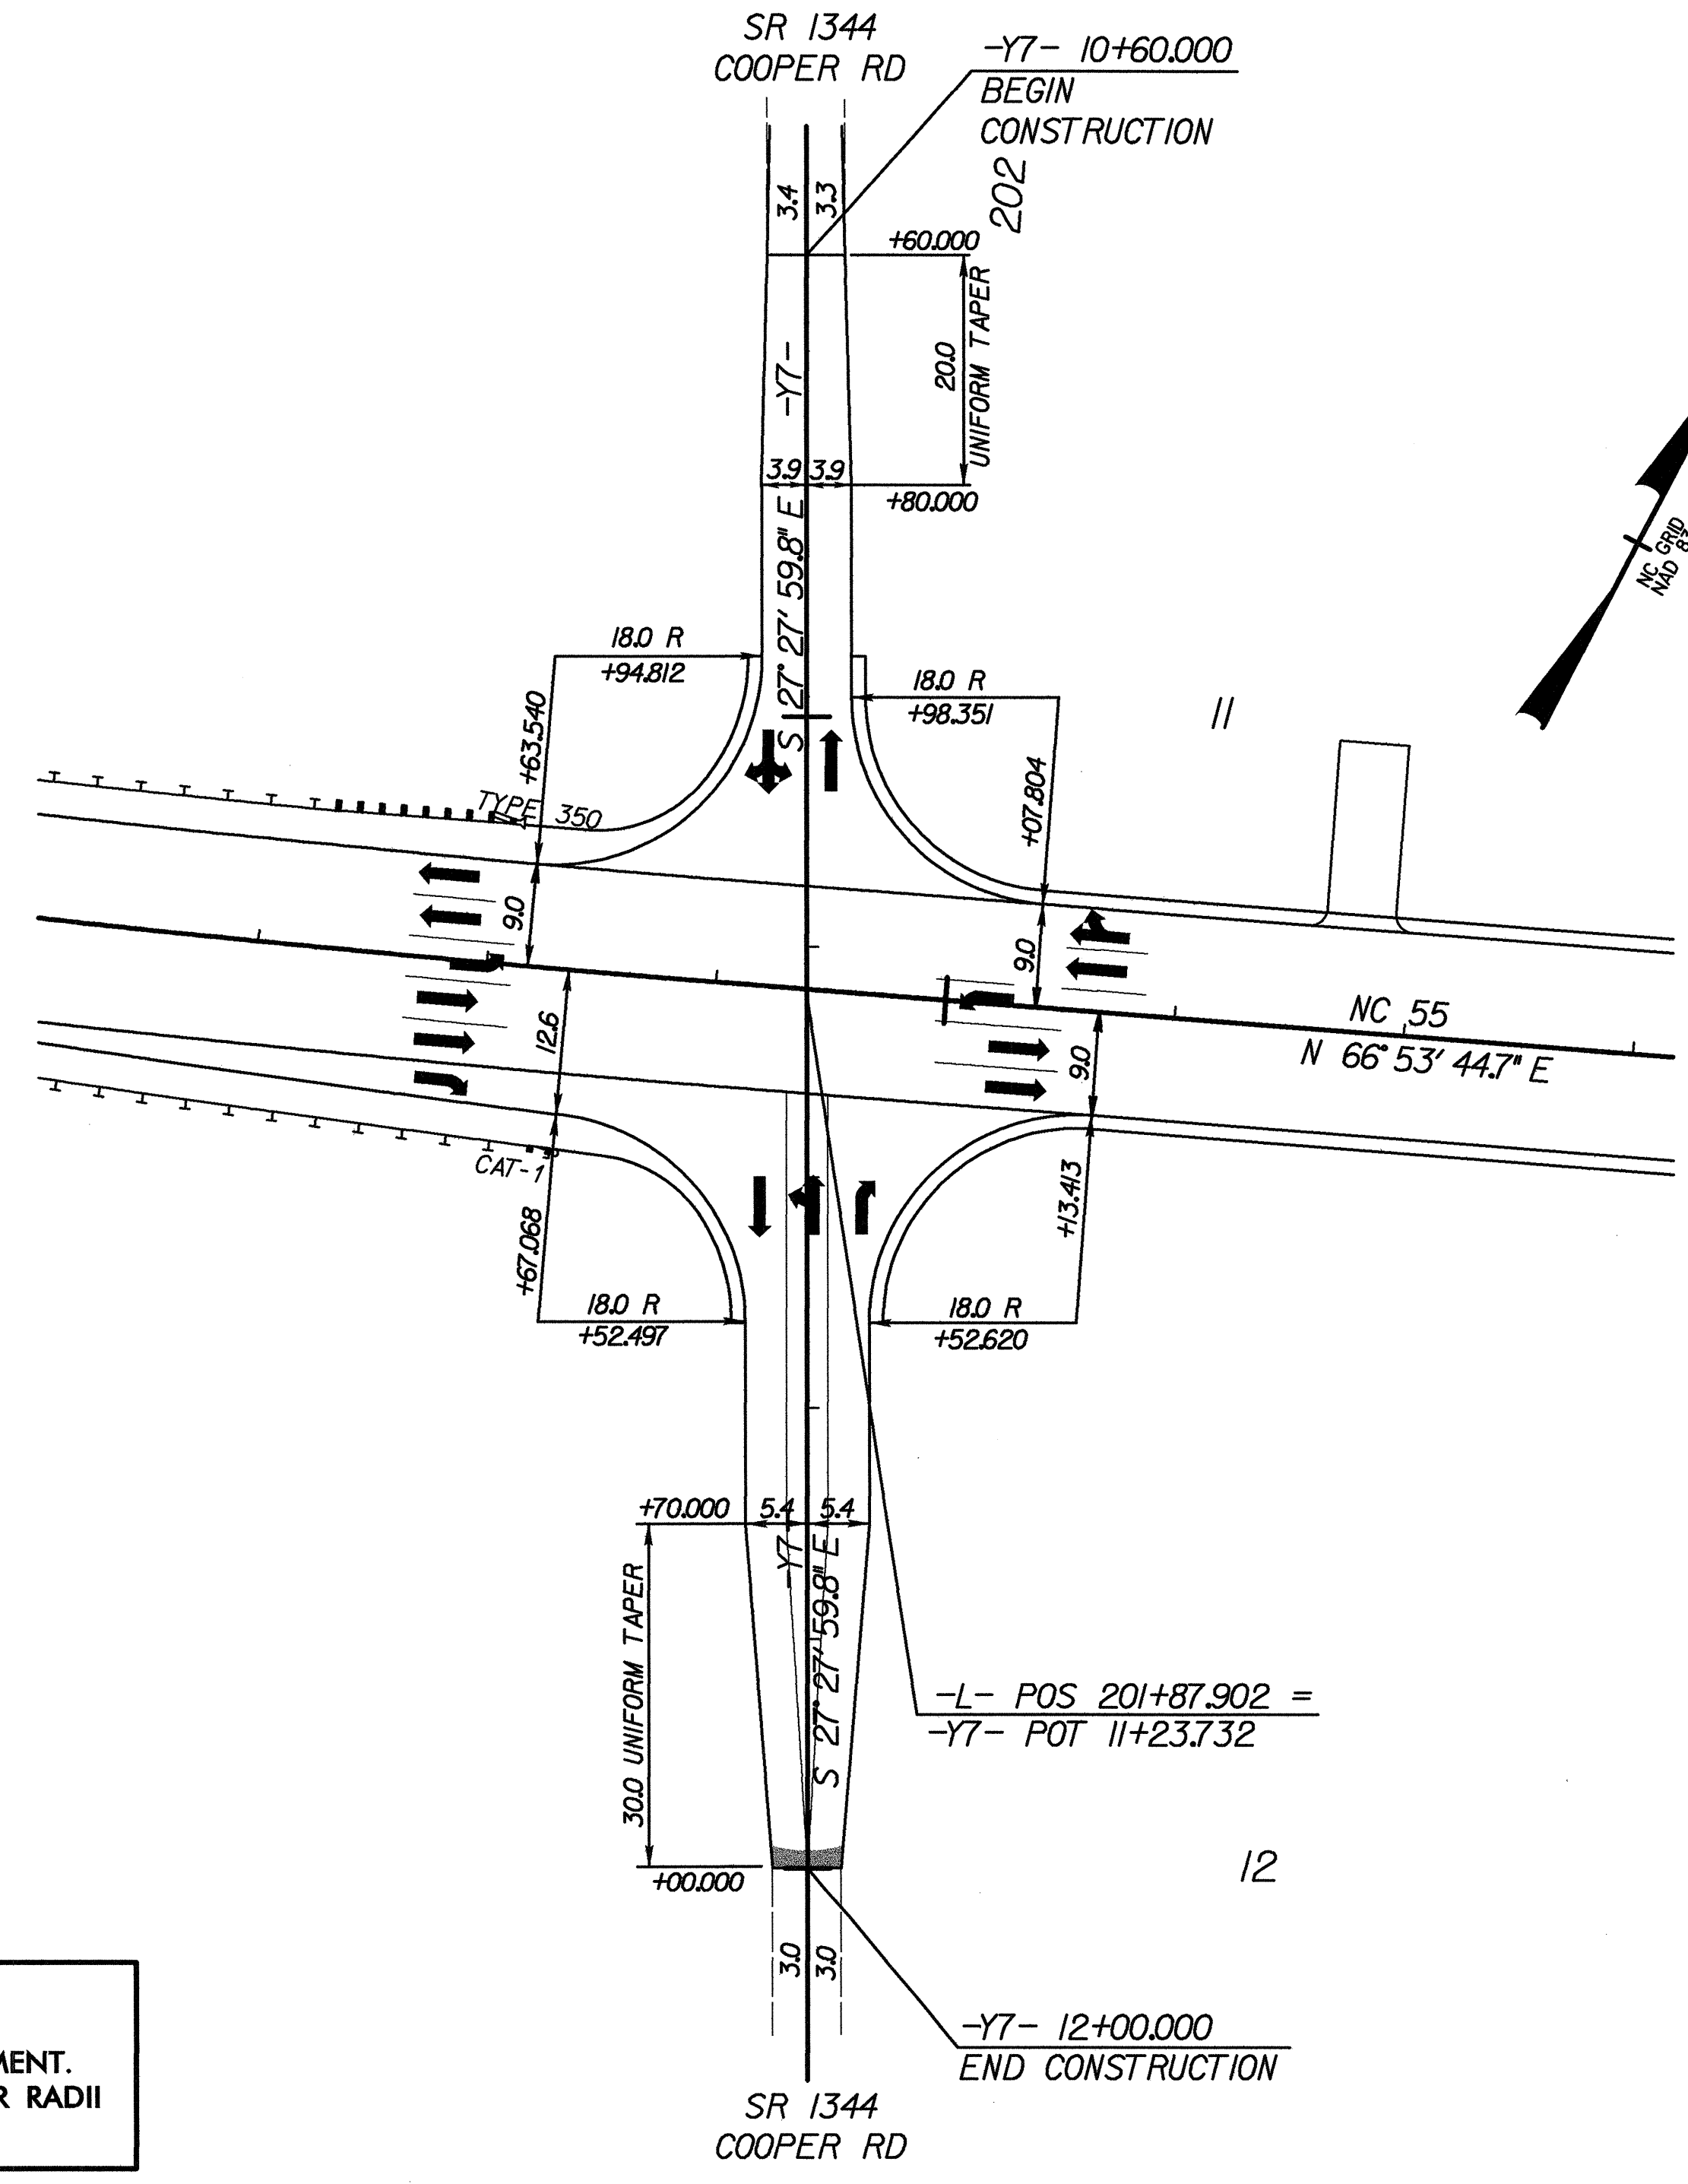 SR 1344
COOPER RD
-Y7- 10+60.000
BEGIN
CONSTRUCTION
202
3.4
3.3
+60.000
20.0
UNIFORM TAPER
-Y7-
3.9
3.9
+80.000
S 27° 27' 59.8" E
NC GRID
NAD 83
18.0 R
+94.812
18.0 R
+98.351
11
+63.540
+07.804
TYPE 350
9.0
9.0
12.6
9.0
NC 55
N 66° 53' 44.7" E
CAT-1
+67.068
+13.413
18.0 R
+52.497
18.0 R
+52.620
+70.000
5.4
5.4
-Y7-
S 27° 27' 59.8" E
30.0 UNIFORM TAPER
-L- POS 201+87.902 =
-Y7- POT 11+23.732
+00.000
12
3.0
3.0
-Y7- 12+00.000
END CONSTRUCTION
MENT.
R RADII
SR 1344
COOPER RD